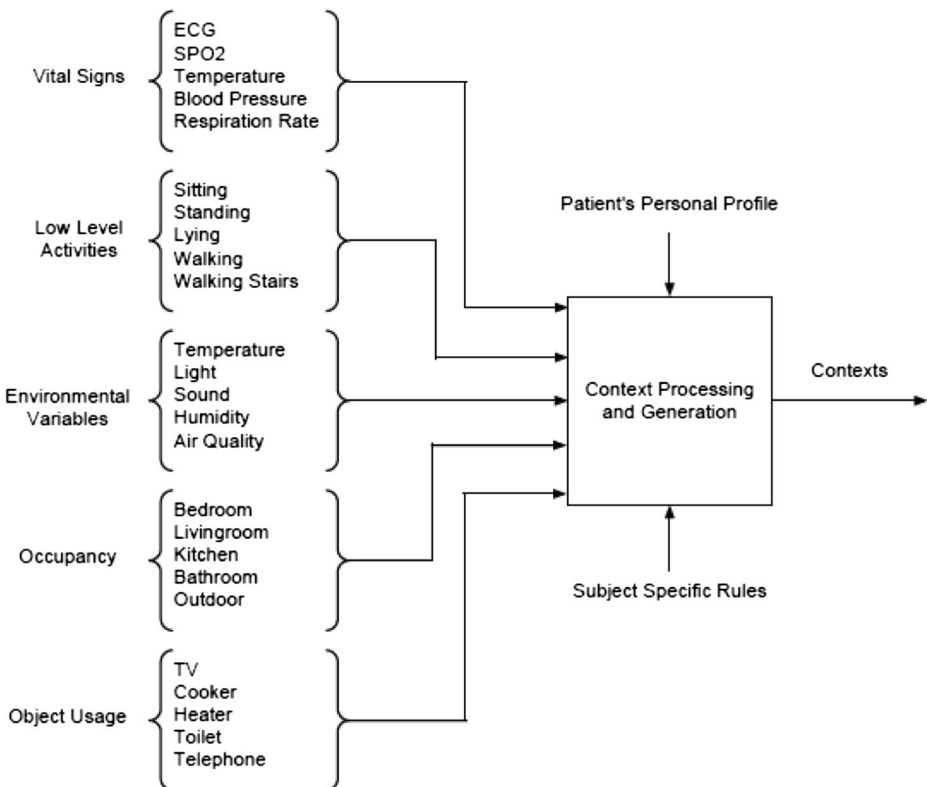 Vital Signs
ECG
SPO2
Temperature
Blood Pressure
Respiration Rate
Low Level
Activities
Sitting
Standing
Lying
Walking
Walking Stairs
Environmental
Variables
Temperature
Light
Sound
Humidity
Air Quality
Occupancy
Bedroom
Livingroom
Kitchen
Bathroom
Outdoor
Object Usage
TV
Cooker
Heater
Toilet
Telephone
Patient's Personal Profile
Context Processing
and Generation
Contexts
Subject Specific Rules